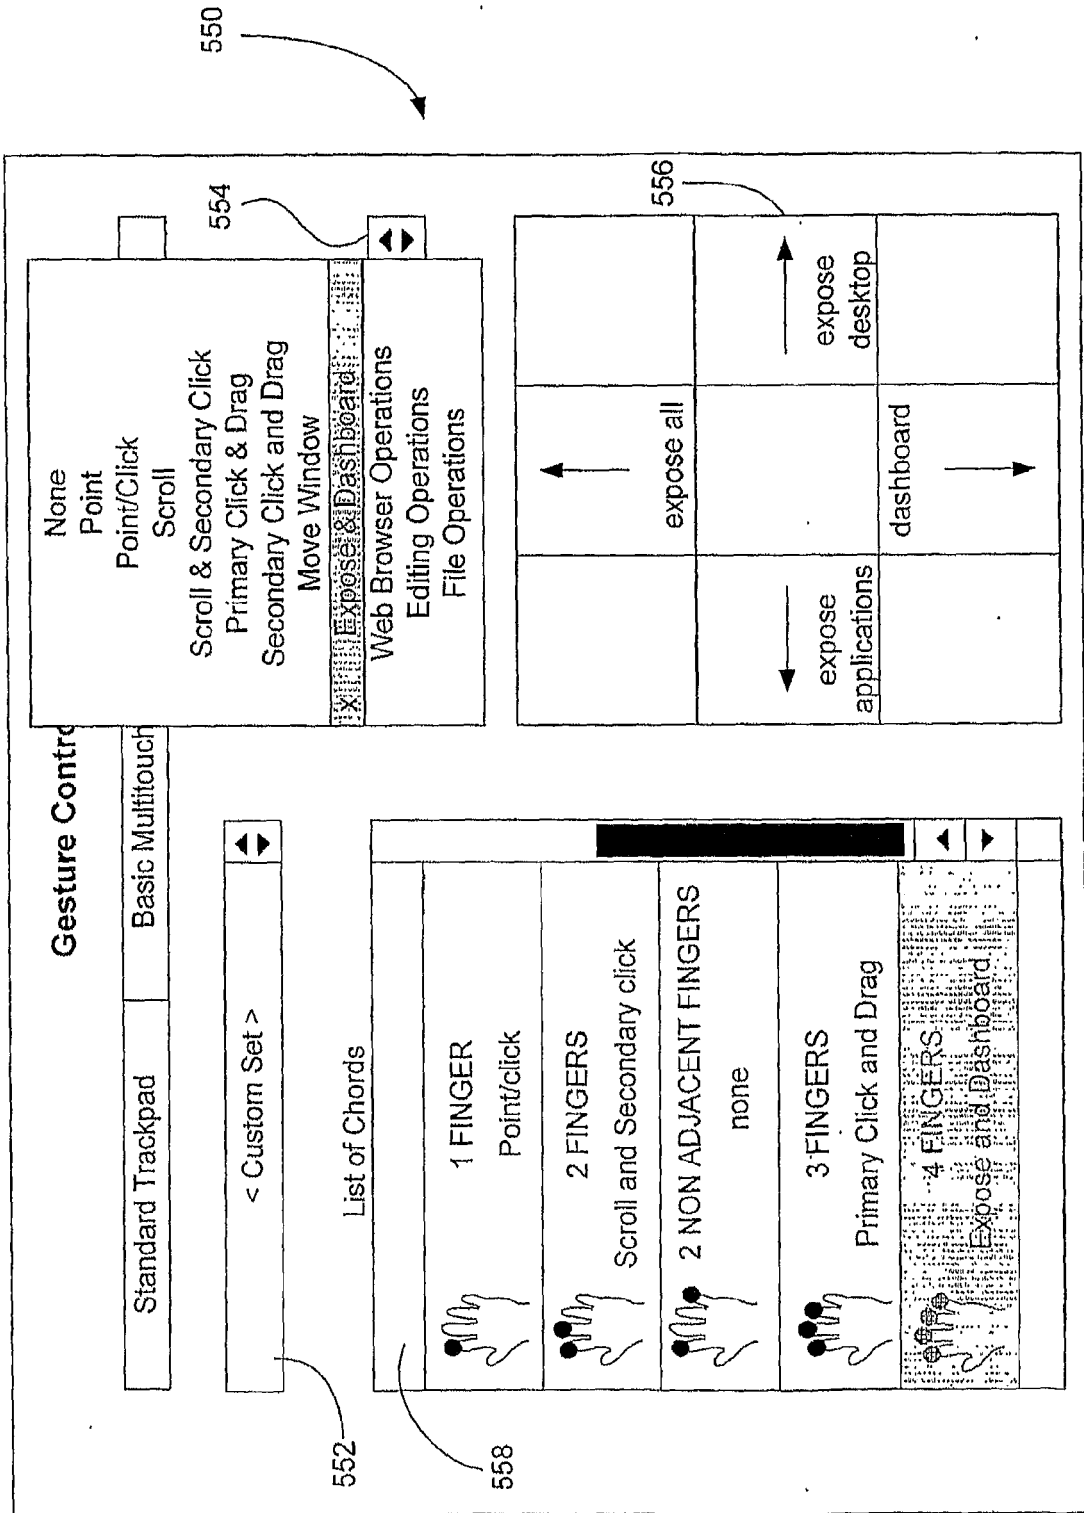 550
Gesture Contro
Standard Trackpad
Basic Multitouch
552
< Custom Set >
List of Chords
558
1 FINGER
Point/click
2 FINGERS
Scroll and Secondary click
2 NON ADJACENT FINGERS
none
3 FINGERS
Primary Click and Drag
4 FINGERS
Expose and Dashboard
None
Point
Point/Click
Scroll
Scroll & Secondary Click
Primary Click & Drag
Secondary Click and Drag
Move Window
X Expose & Dashboard
Web Browser Operations
Editing Operations
File Operations
554
556
expose all
expose
applications
expose
desktop
dashboard